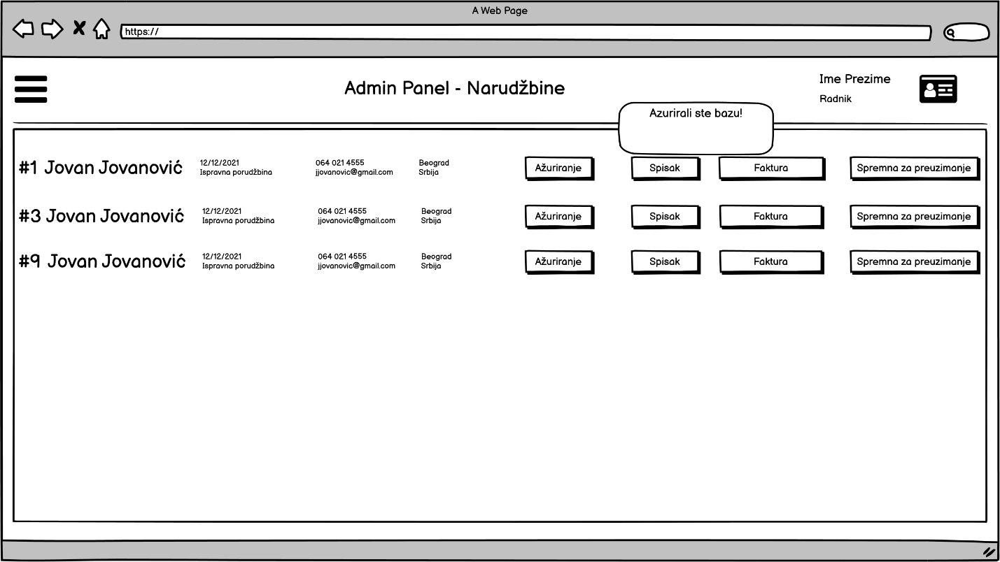 A Web Page
https://
Admin Panel - Narudžbine
Ime Prezime
Radnik
Azurirali ste bazu!
#1 Jovan Jovanović
12/12/2021
Ispravna porudžbina
064 021 4555
jjovanovic@gmail.com
Beograd
Srbija
Ažuriranje
Spisak
Faktura
Spremna za preuzimanje
#3 Jovan Jovanović
12/12/2021
Ispravna porudžbina
064 021 4555
jjovanovic@gmail.com
Beograd
Srbija
Ažuriranje
Spisak
Faktura
Spremna za preuzimanje
#9 Jovan Jovanović
12/12/2021
Ispravna porudžbina
064 021 4555
jjovanovic@gmail.com
Beograd
Srbija
Ažuriranje
Spisak
Faktura
Spremna za preuzimanje